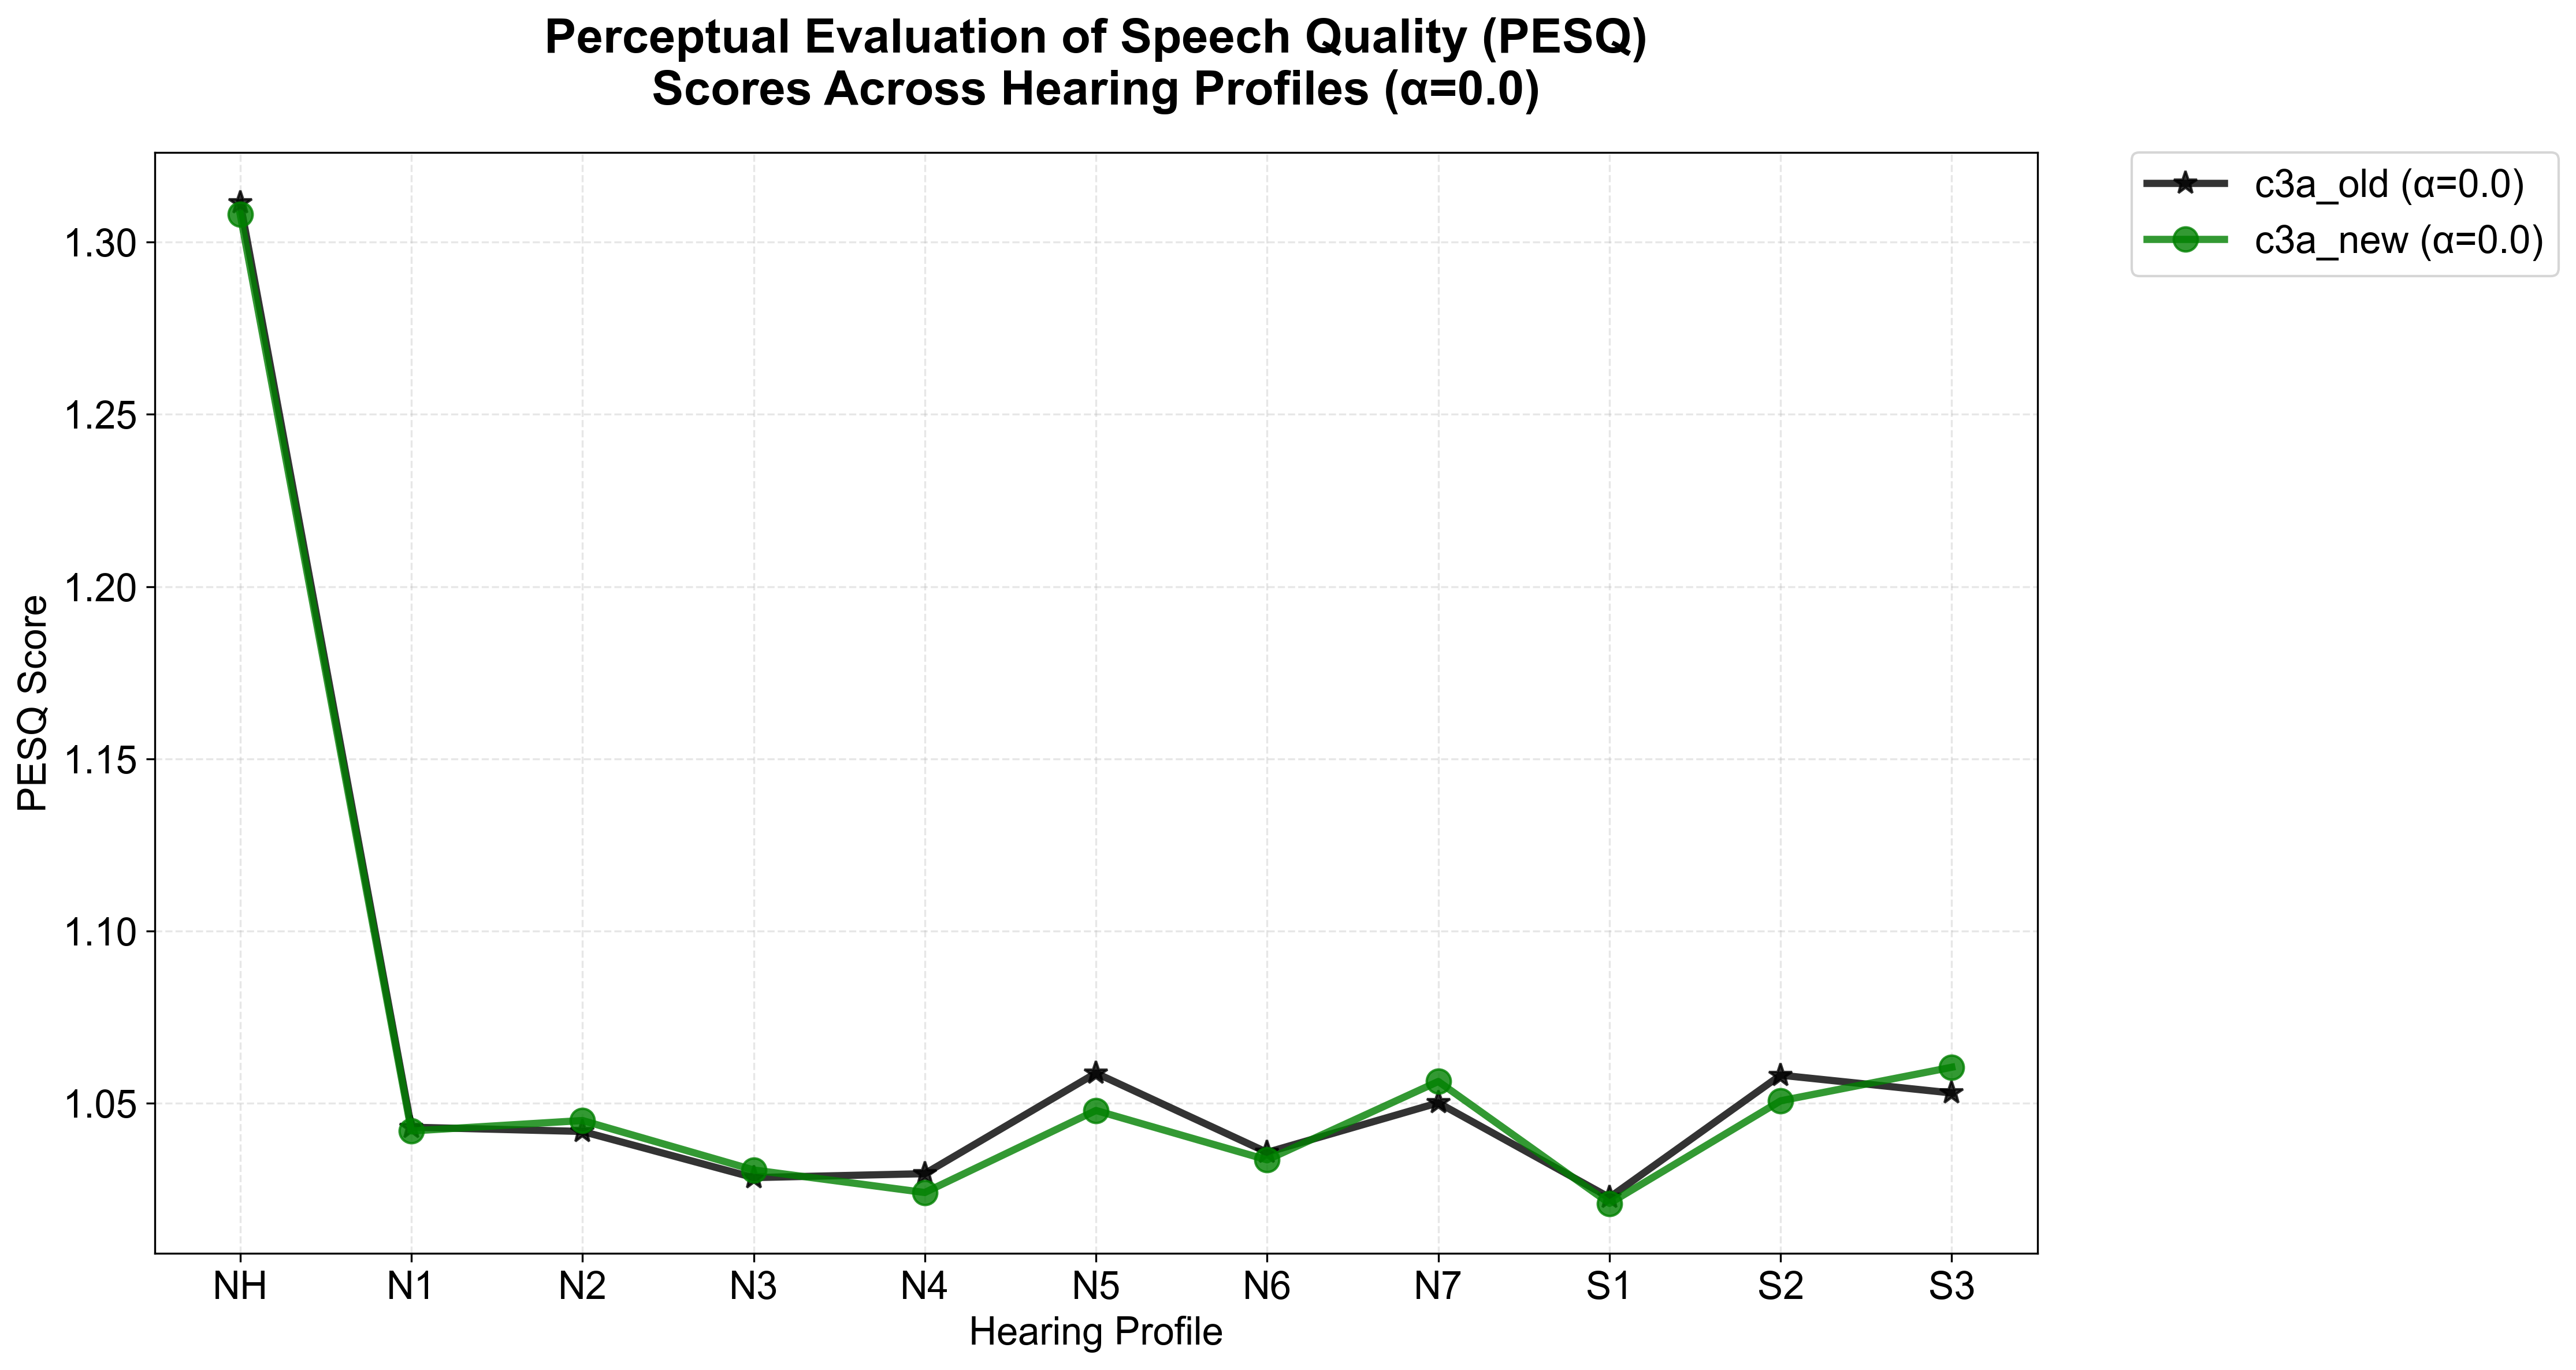 Perceptual Evaluation of Speech Quality (PESQ)
Scores Across Hearing Profiles (α=0.0)
c3a_old (α=0.0)
c3a_new (α=0.0)
PESQ Score
1.30
1.25
1.20
1.15
1.10
1.05
NH N1 N2 N3 N4 N5 N6 N7 S1 S2 S3
Hearing Profile